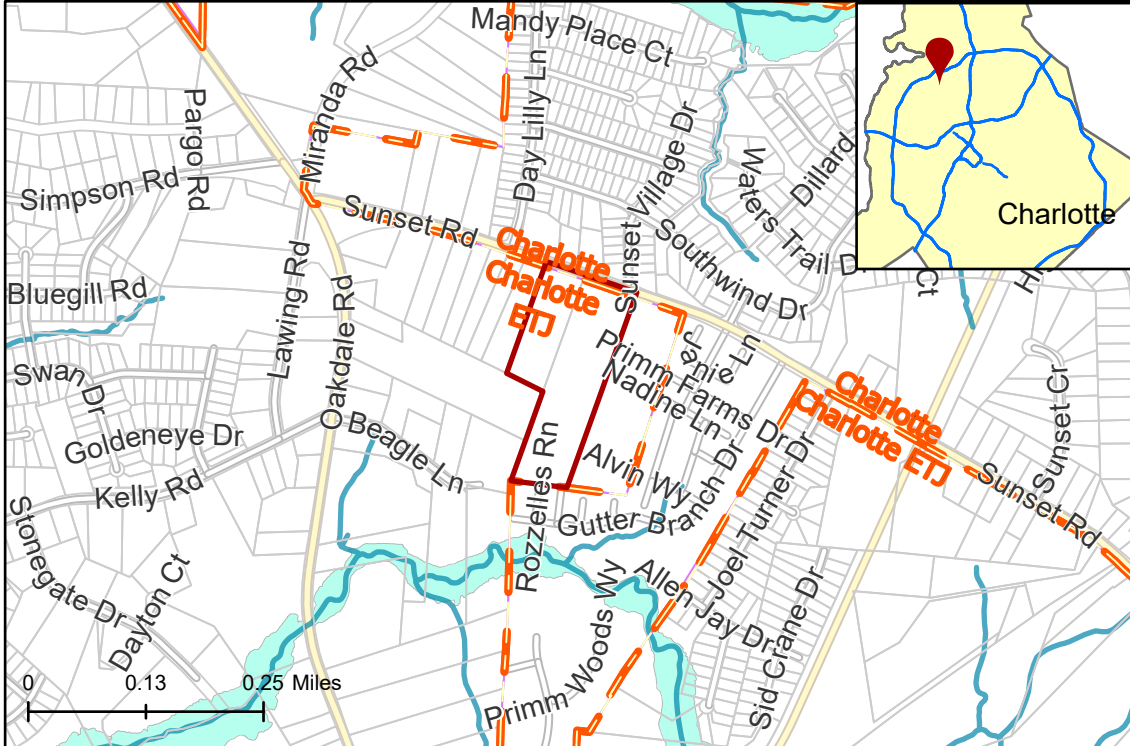 Mandy Place Ct
Miranda Rd
Pargo Rd
Day Lilly Ln
Sunset Village Dr
Waters Trail D
Dillard
Charlotte
Simpson Rd
Sunset Rd
Southwind Dr
Charlotte
Charlotte
ETJ
Ct
Hi
Bluegill Rd
Lawing Rd
Oakdale Rd
Janie Ln
Primm Farms Dr
Nadine Ln
Charlotte
Charlotte ETJ
Swan Dr
Goldeneye Dr
Beagle Ln
Kelly Rd
Rozzelles Rn
Alvin Wy
Gutter Branch Dr
Joel Turner Dr
Sunset Cr
Sunset Rd
Stonegate Dr
Dayton Ct
Allen Jay Dr
Primm Woods Wy
Sid Crane Dr
0 0.13 0.25 Miles